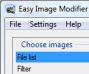 Easy Image Modifier
File Settings Help
Choose images
File list
Filter